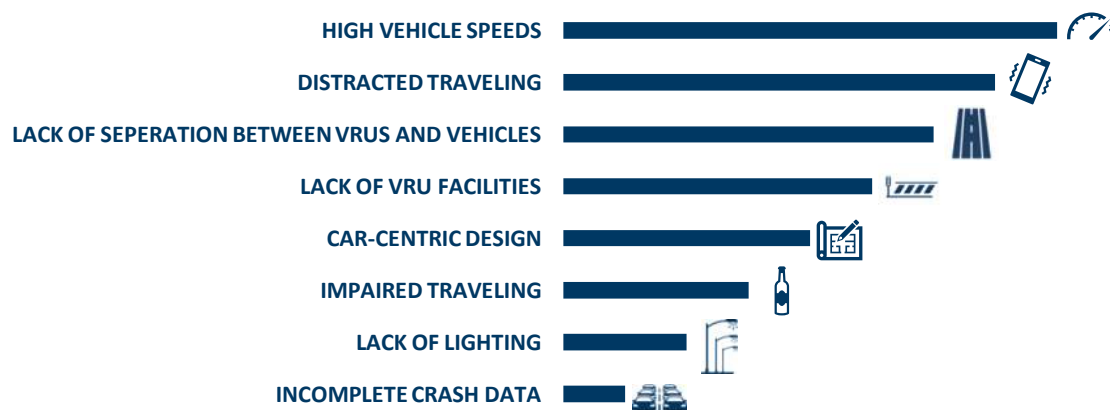 HIGH VEHICLE SPEEDS
DISTRACTED TRAVELING
LACK OF SEPERATION BETWEEN VRUS AND VEHICLES
LACK OF VRU FACILITIES
CAR-CENTRIC DESIGN
IMPAIRED TRAVELING
LACK OF LIGHTING
INCOMPLETE CRASH DATA